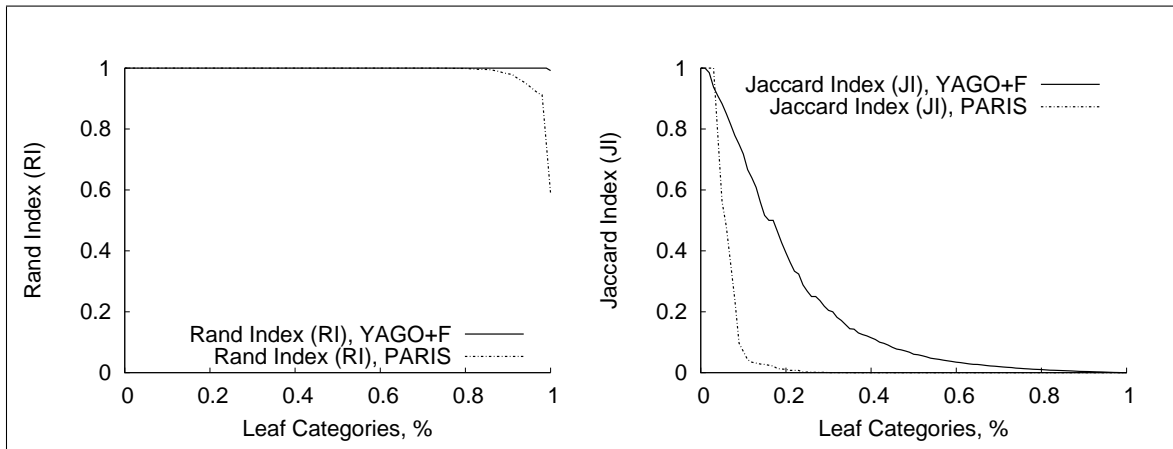 1
0.8
0.6
0.4
0.2
0
Rand Index (RI)
Rand Index (RI), YAGO+F
Rand Index (RI), PARIS
0 0.2 0.4 0.6 0.8 1
Leaf Categories, %
1
0.8
0.6
0.4
0.2
0
Jaccard Index (JI)
Jaccard Index (JI), YAGO+F
Jaccard Index (JI), PARIS
0 0.2 0.4 0.6 0.8 1
Leaf Categories, %